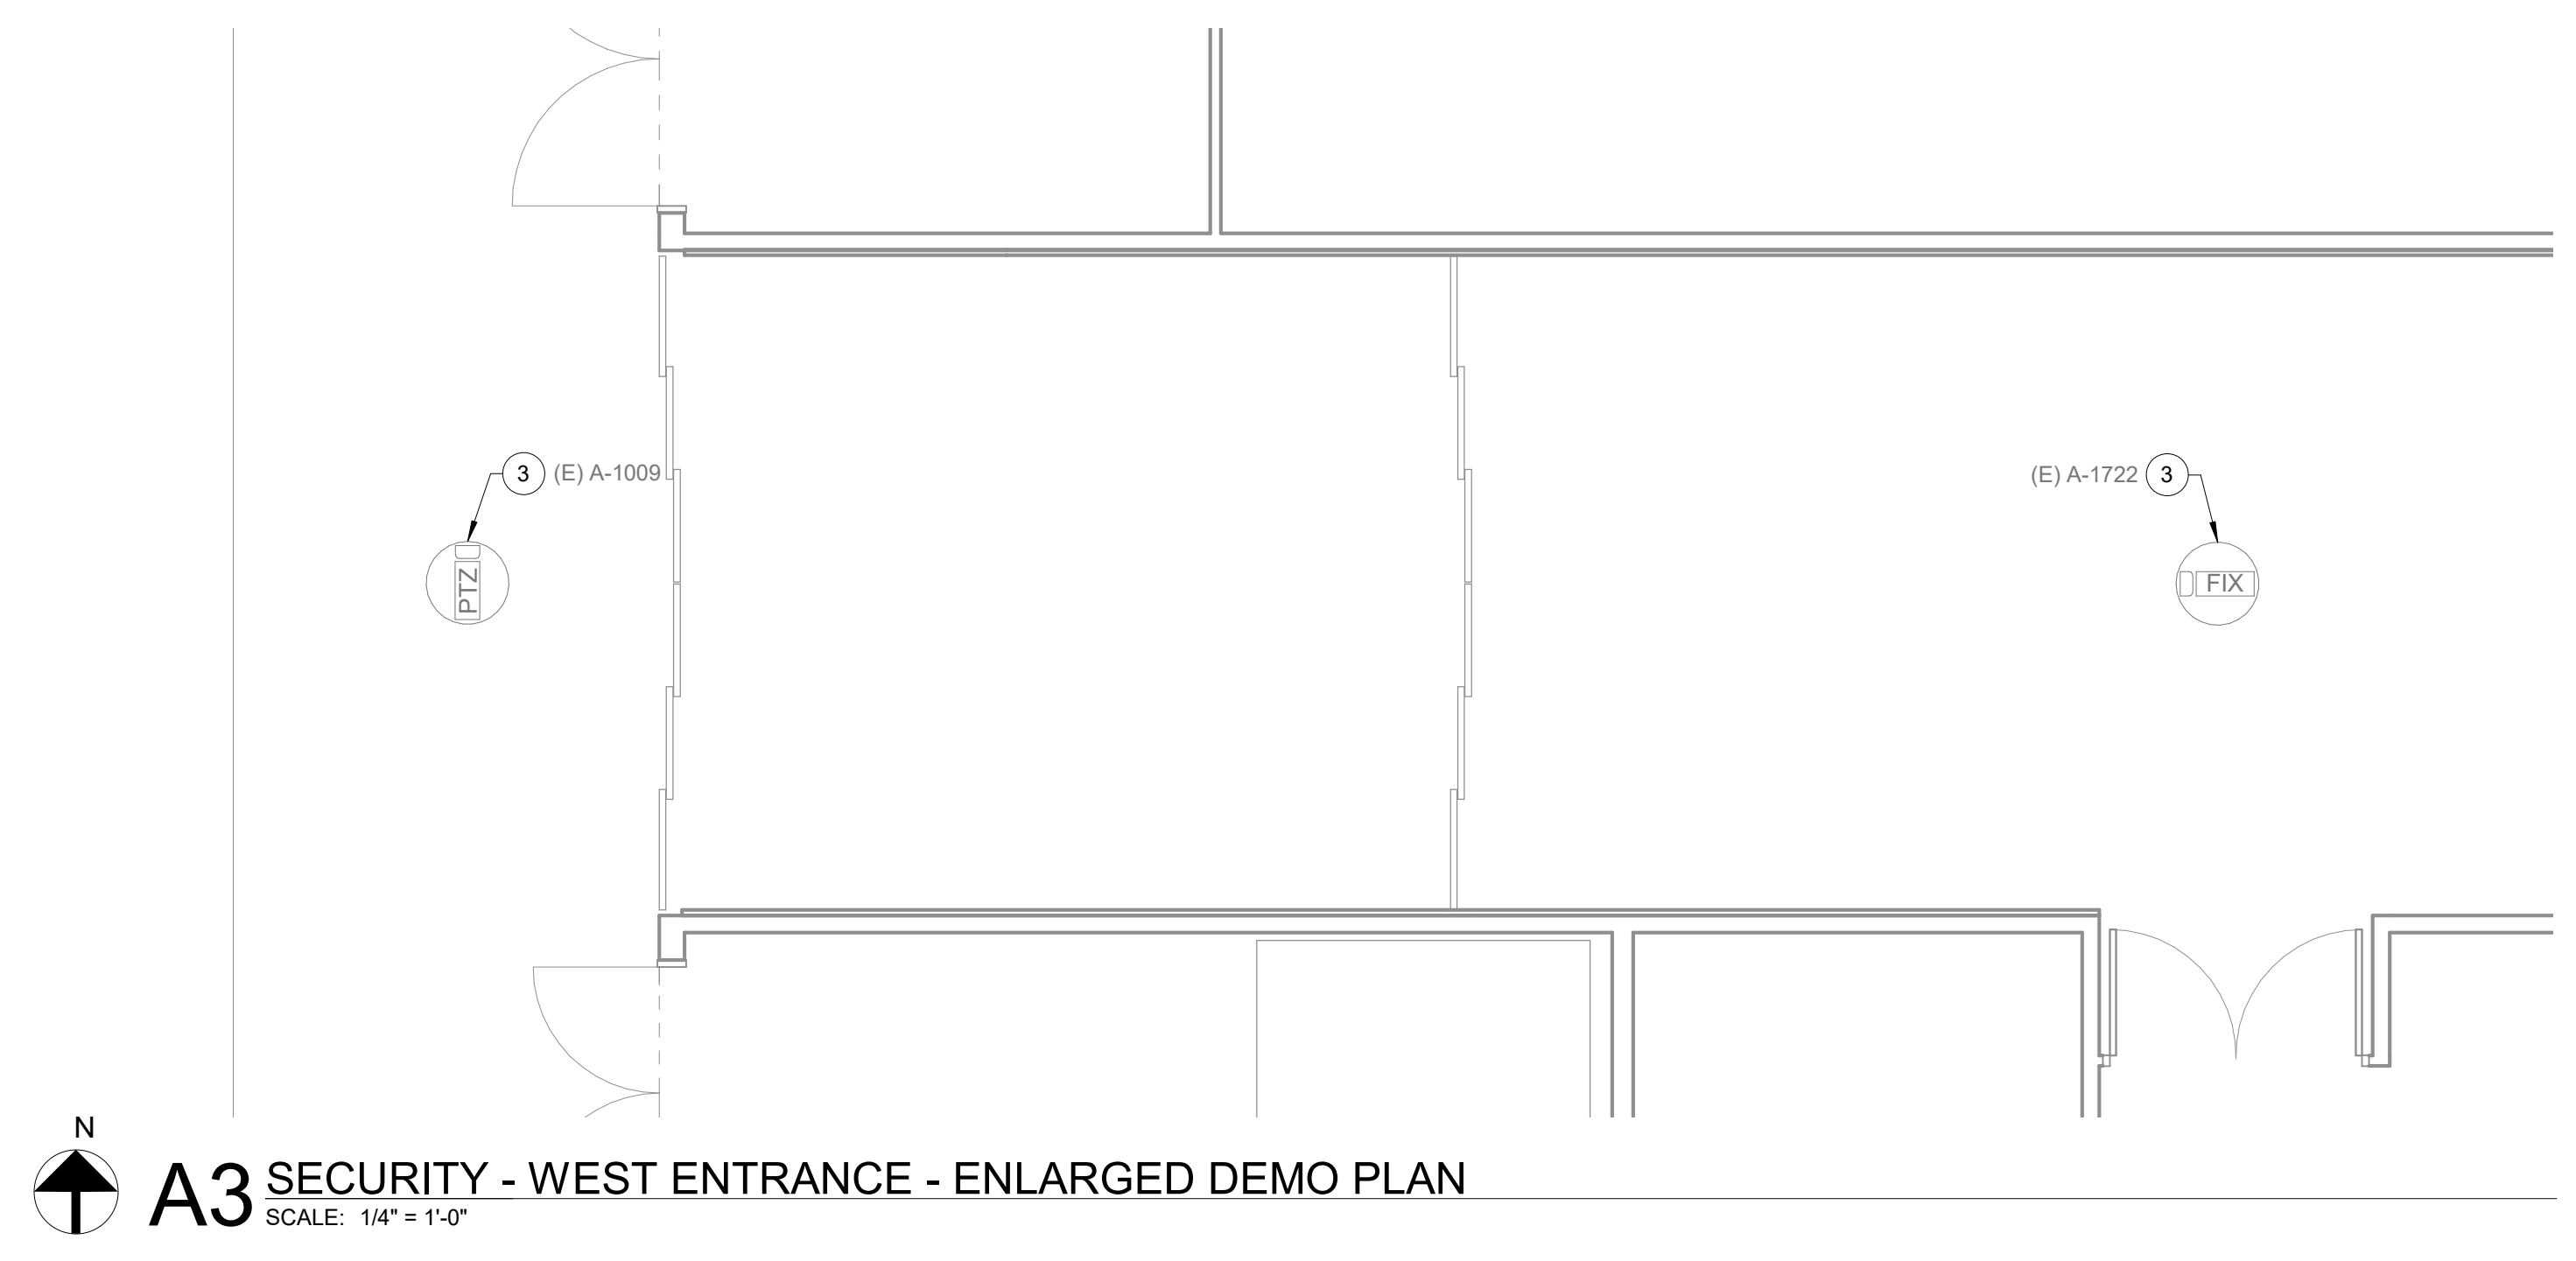 3 (E) A-1009
(E) A-1722 3
PTZ
FIX
N
A3 SECURITY - WEST ENTRANCE - ENLARGED DEMO PLAN
SCALE: 1/4" = 1'-0"